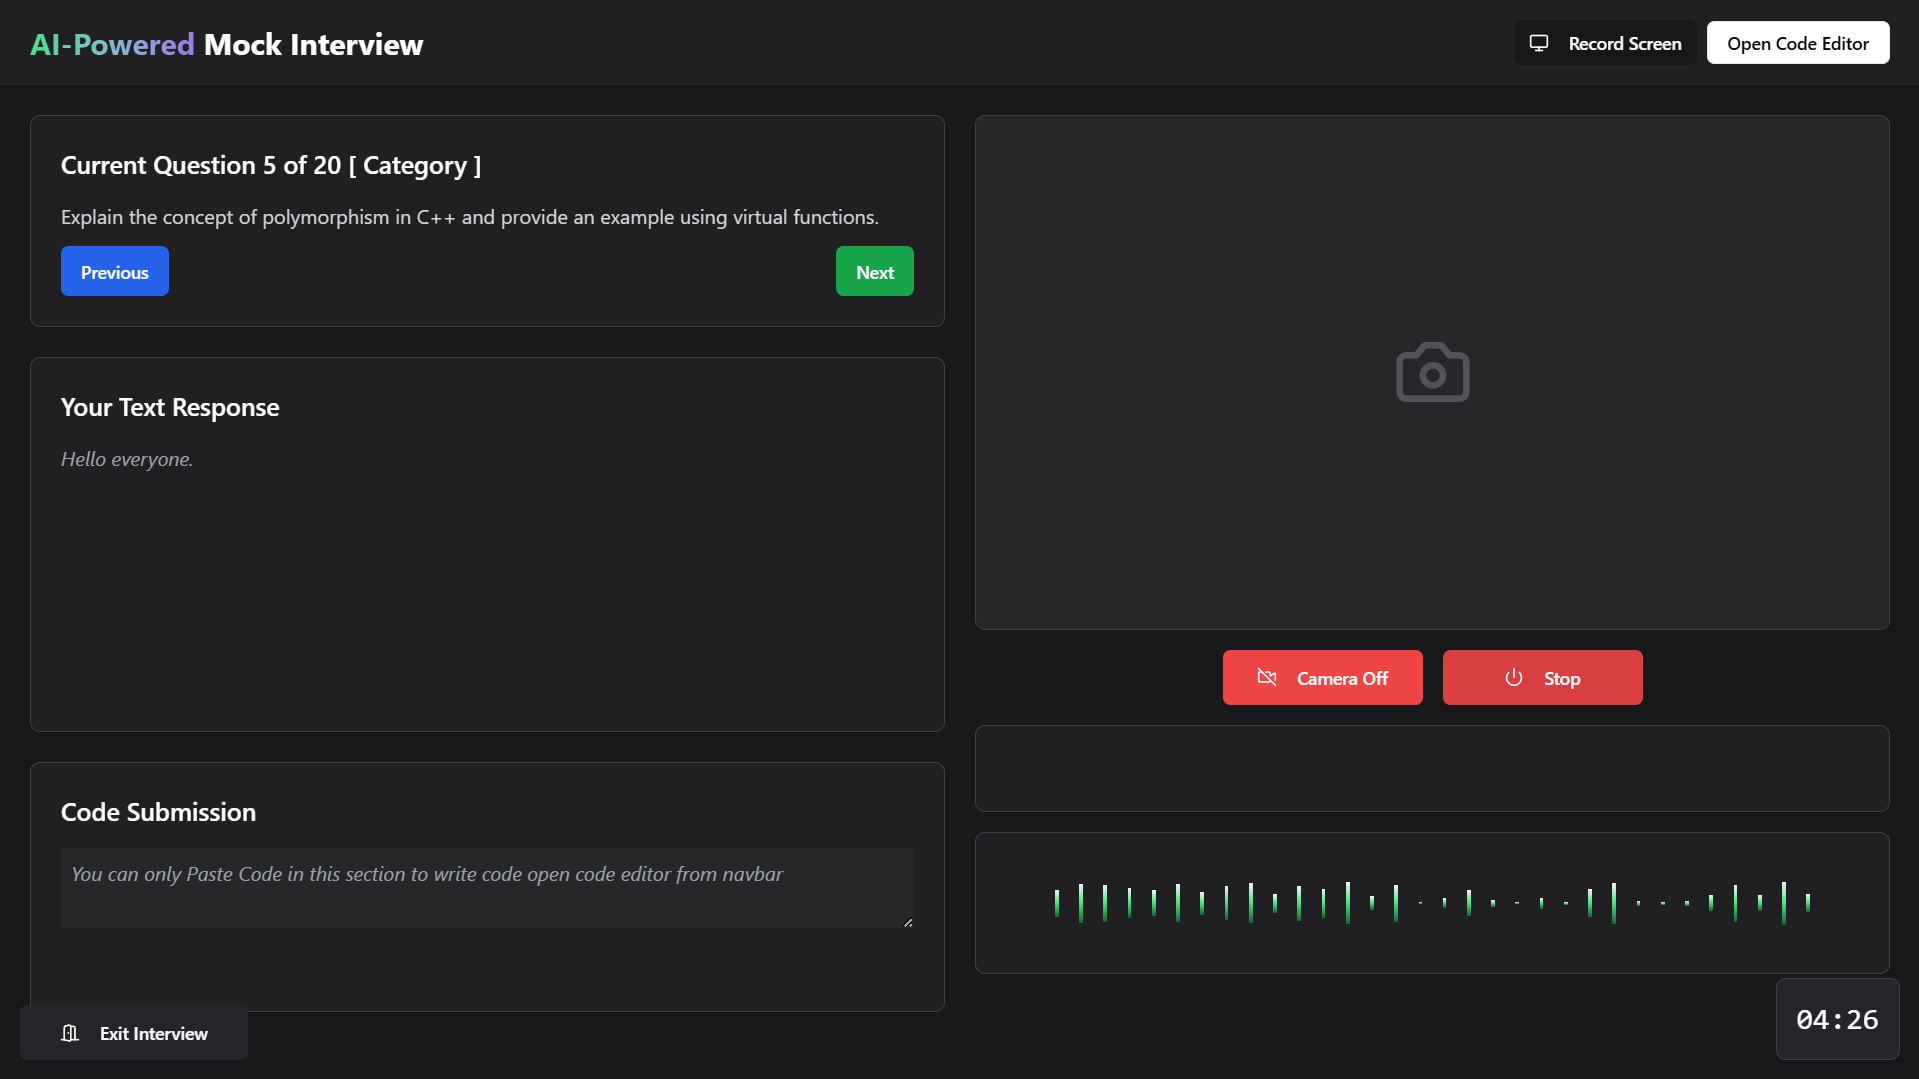 AI-Powered Mock Interview
Record Screen
Open Code Editor
Current Question 5 of 20 [ Category ]
Explain the concept of polymorphism in C++ and provide an example using virtual functions.
Previous
Next
Your Text Response
Hello everyone.
Camera Off
Stop
Code Submission
You can only Paste Code in this section to write code open code editor from navbar
Exit Interview
04:26